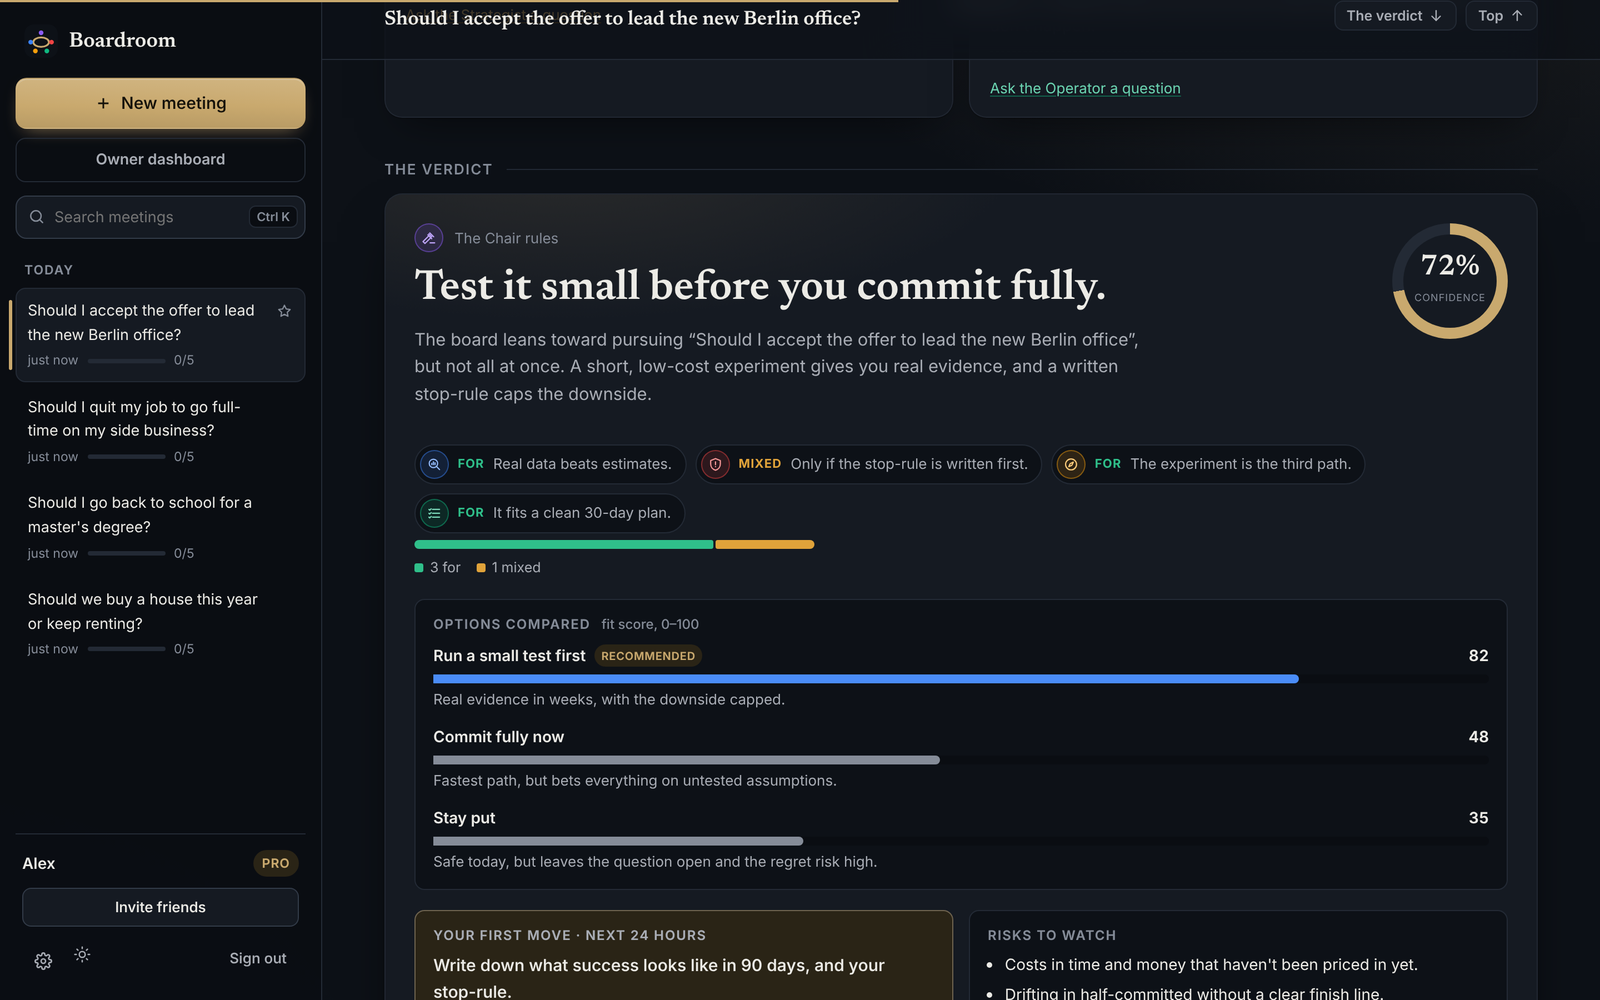 Boardroom
+ New meeting
Owner dashboard
Search meetings Ctrl K
TODAY
Should I accept the offer to lead
the new Berlin office?
just now 0/5
Should I quit my job to go full-
time on my side business?
just now 0/5
Should I go back to school for a
master's degree?
just now 0/5
Should we buy a house this year
or keep renting?
just now 0/5
Alex PRO
Invite friends
Sign out
Should I accept the offer to lead the new Berlin office?
The verdict ↓ Top ↑
Ask the Strategist a question
Ask the Operator a question
THE VERDICT
The Chair rules
Test it small before you commit fully.
The board leans toward pursuing “Should I accept the offer to lead the new Berlin office”,
but not all at once. A short, low-cost experiment gives you real evidence, and a written
stop-rule caps the downside.
72%
CONFIDENCE
FOR Real data beats estimates. MIXED Only if the stop-rule is written first. FOR The experiment is the third path.
FOR It fits a clean 30-day plan.
3 for 1 mixed
OPTIONS COMPARED fit score, 0–100
Run a small test first RECOMMENDED 82
Real evidence in weeks, with the downside capped.
Commit fully now 48
Fastest path, but bets everything on untested assumptions.
Stay put 35
Safe today, but leaves the question open and the regret risk high.
YOUR FIRST MOVE · NEXT 24 HOURS
Write down what success looks like in 90 days, and your
stop-rule.
RISKS TO WATCH
• Costs in time and money that haven't been priced in yet.
• Drifting in half-committed without a clear finish line.